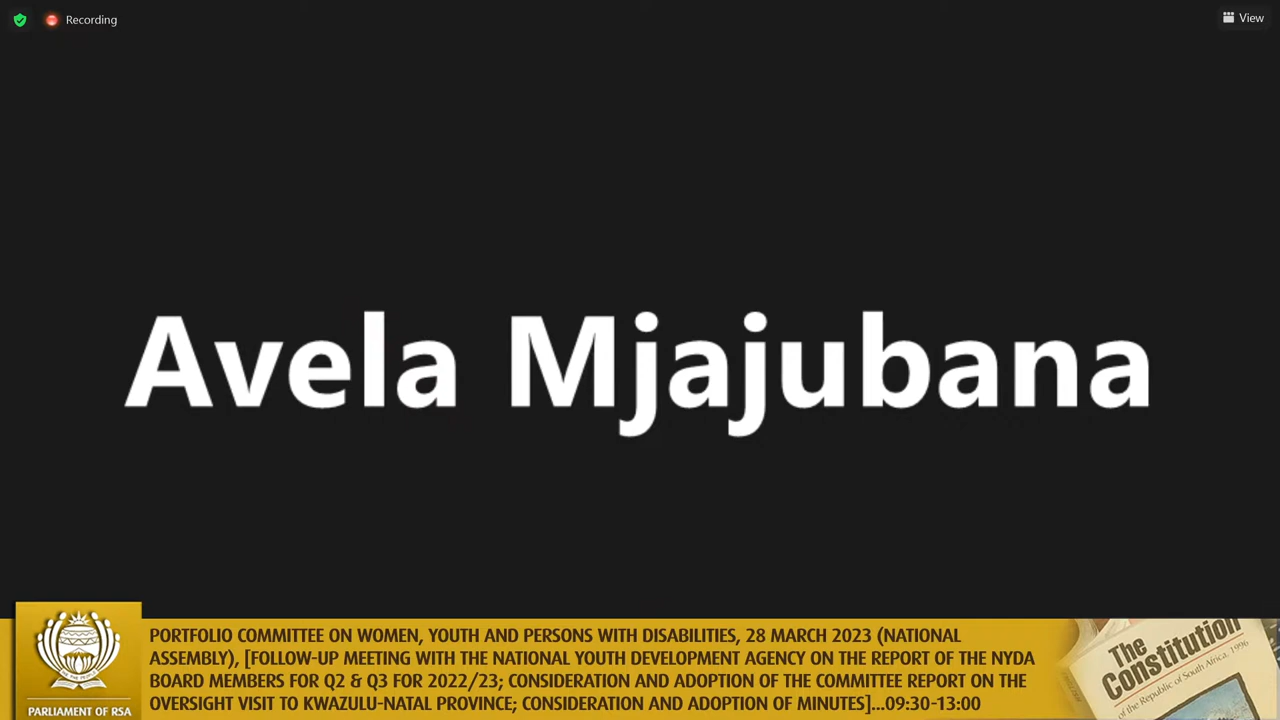 Recording
View
Avela Mjajubana
PORTFOLIO COMMITTEE ON WOMEN, YOUTH AND PERSONS WITH DISABILITIES, 28 MARCH 2023 (NATIONAL
ASSEMBLY), [FOLLOW-UP MEETING WITH THE NATIONAL YOUTH DEVELOPMENT AGENCY ON THE REPORT OF THE NYDA
BOARD MEMBERS FOR Q2 & Q3 FOR 2022/23; CONSIDERATION AND ADOPTION OF THE COMMITTEE REPORT ON THE
OVERSIGHT VISIT TO KWAZULU-NATAL PROVINCE; CONSIDERATION AND ADOPTION OF MINUTES]...09:30-13:00
PARLIAMENT OF RSA
The
Constitution
of the Republic of South Africa, 1996